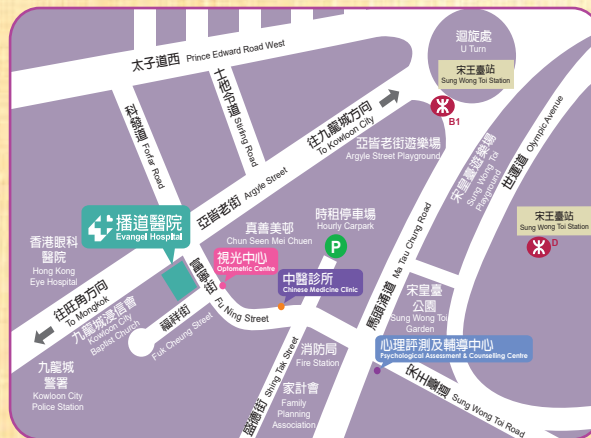 太子道西 Prince Edward Road West
迴旋處
U Turn
宋王臺站
Sung Wong Toi Station
B1
士他令道 Stirling Road
科發道 Forfar Road
往九龍城方向
To Kowloon City
亞皆老街遊樂場
Argyle Street Playground
亞皆老街 Argyle Street
宋皇臺遊樂場
Sung Wong Toi
Playground
世運道 Olympic Avenue
播道醫院
Evangel Hospital
真善美邨
Chun Seen Mei Chuen
時租停車場
Hourly Carpark
P
馬頭涌道 Ma Tau Chung Road
宋王臺站
Sung Wong Toi Station
D
香港眼科
醫院
Hong Kong
Eye Hospital
視光中心
Optometric Centre
中醫診所
Chinese Medicine Clinic
富寧街 Fu Ning Street
宋皇臺
公園
Sung Wong Toi
Garden
往旺角方向
To Mongkok
九龍城浸信會
Kowloon City
Baptist Church
福祥街
Fuk Cheung Street
消防局
Fire Station
心理評測及輔導中心
Psychological Assessment & Counselling Centre
九龍城
警署
Kowloon City
Police Station
盛德街 Shing Tak Street
家計會
Family
Planning
Association
宋王臺道 Sung Wong Toi Road